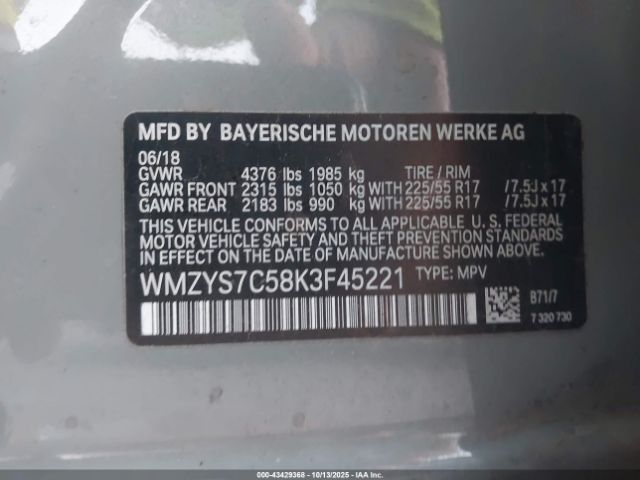 MFD BY BAYERISCHE MOTOREN WERKE AG
06/18
GVWR 4376 lbs 1985 kg TIRE / RIM
GAWR FRONT 2315 lbs 1050 kg WITH 225/55 R17 /7.5J x 17
GAWR REAR 2183 lbs 990 kg WITH 225/55 R17 /7.5J x 17
THIS VEHICLE CONFORMS TO ALL APPLICABLE U. S. FEDERAL
MOTOR VEHICLE SAFETY AND THEFT PREVENTION STANDARDS
IN EFFECT ON THE DATE OF MANUFACTURE SHOWN ABOVE.
WMZYS7C58K3F45221 TYPE: MPV
B71/7
7 320 730
000-43429368 - 10/13/2025 - IAA Inc.